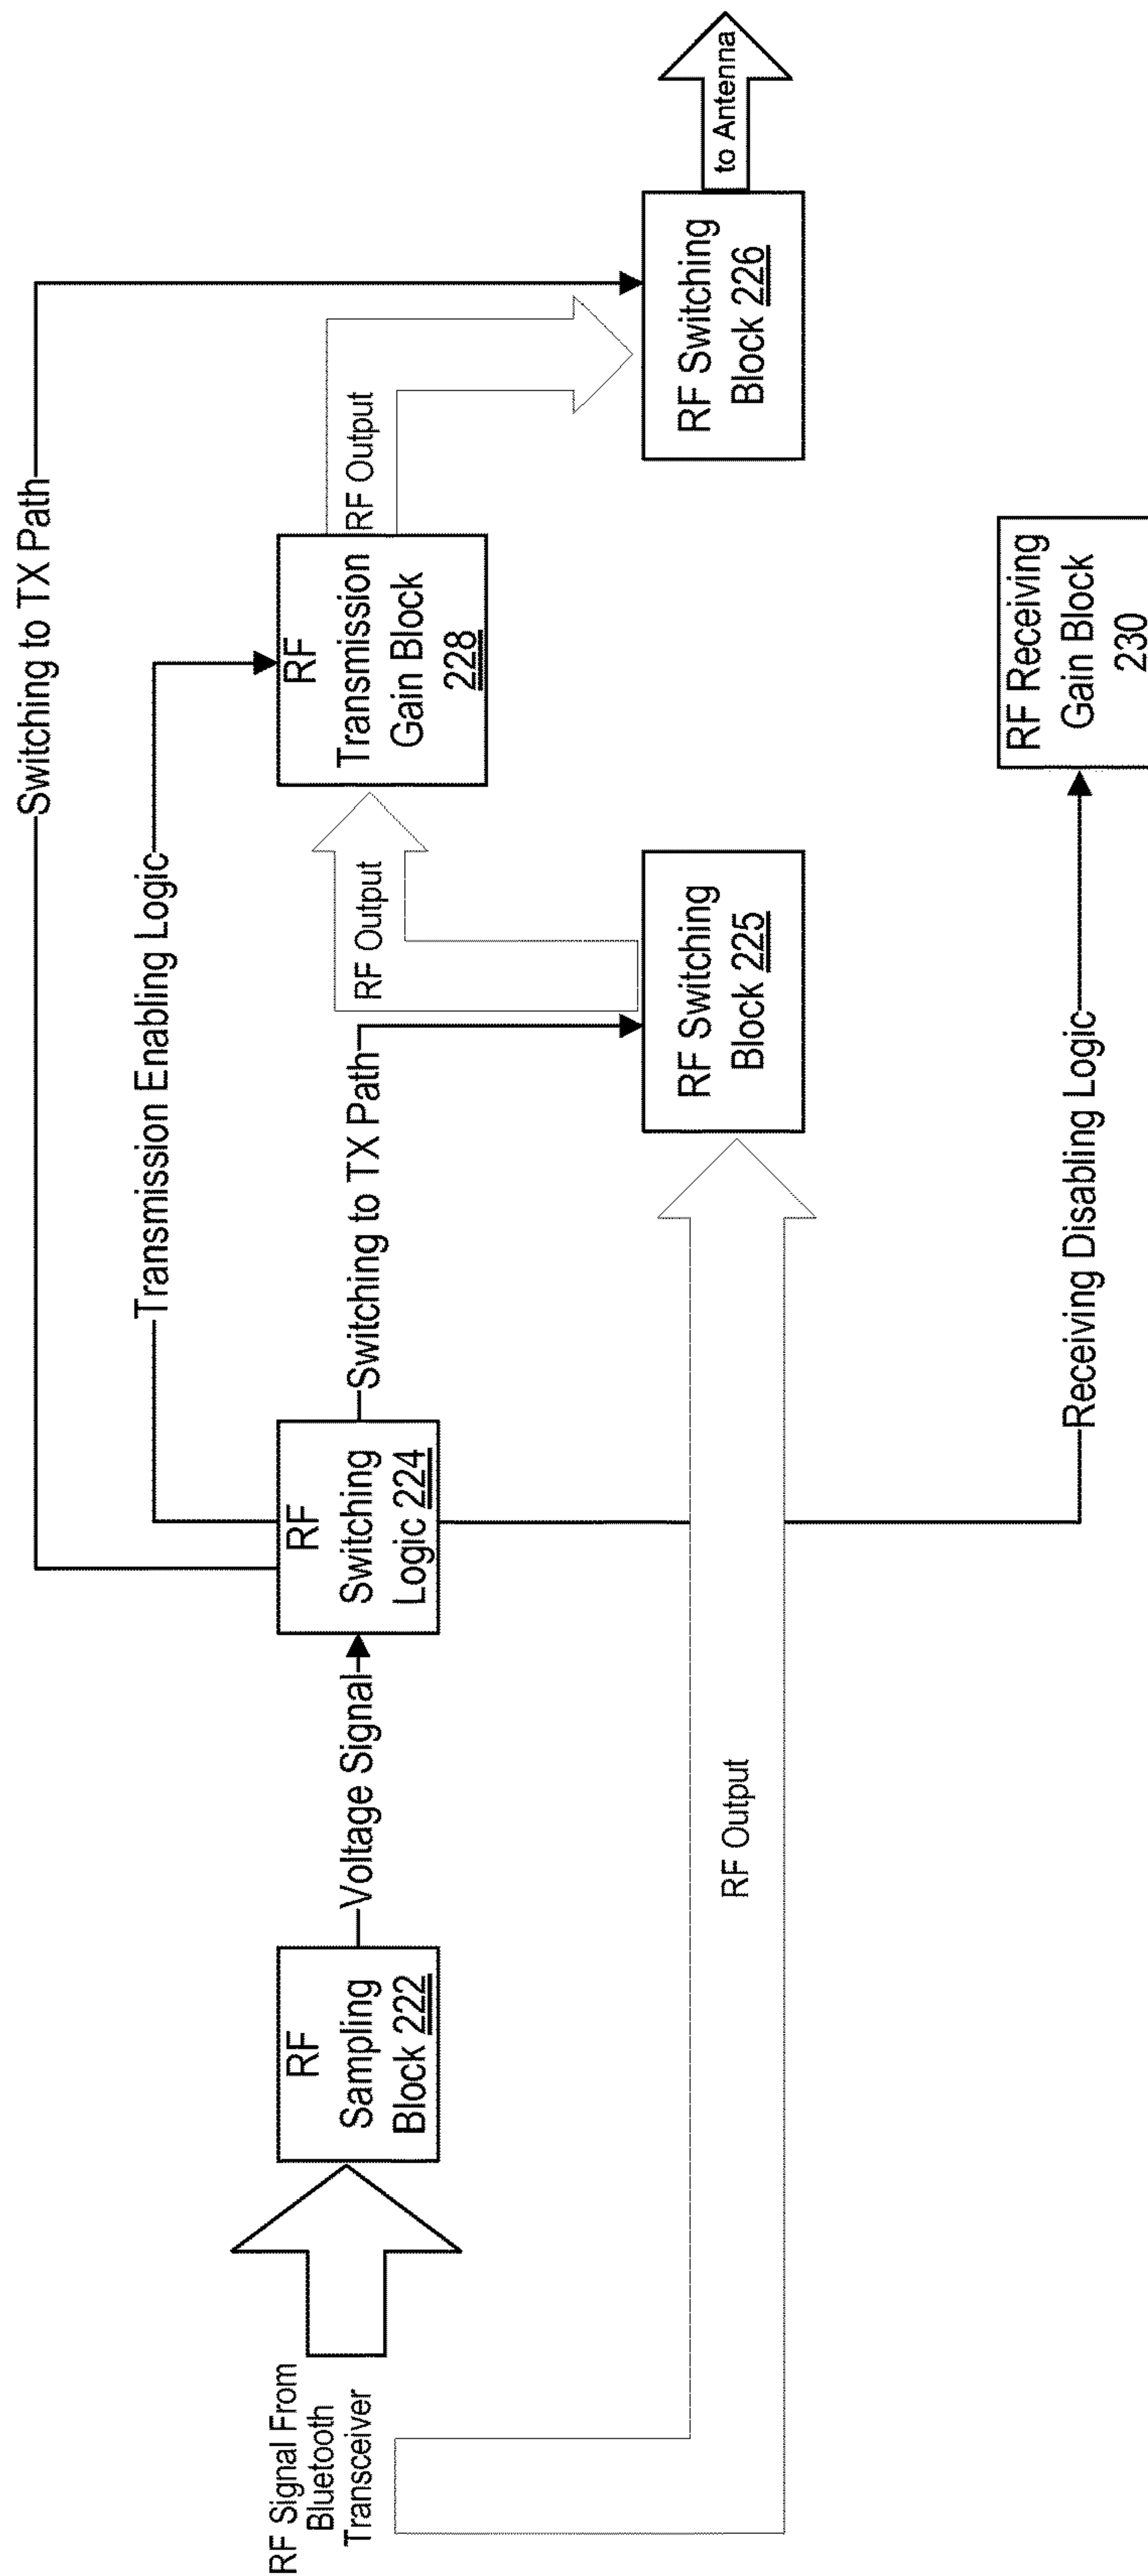 Switching to TX Path
Transmission Enabling Logic
RF Signal From
Bluetooth
Transceiver
RF
Sampling
Block 222
Voltage Signal
RF
Switching
Logic 224
Switching to TX Path
RF Output
RF
Transmission
Gain Block
228
RF Output
RF Output
RF Switching
Block 225
RF Switching
Block 226
to Antenna
Receiving Disabling Logic
RF Receiving
Gain Block
230